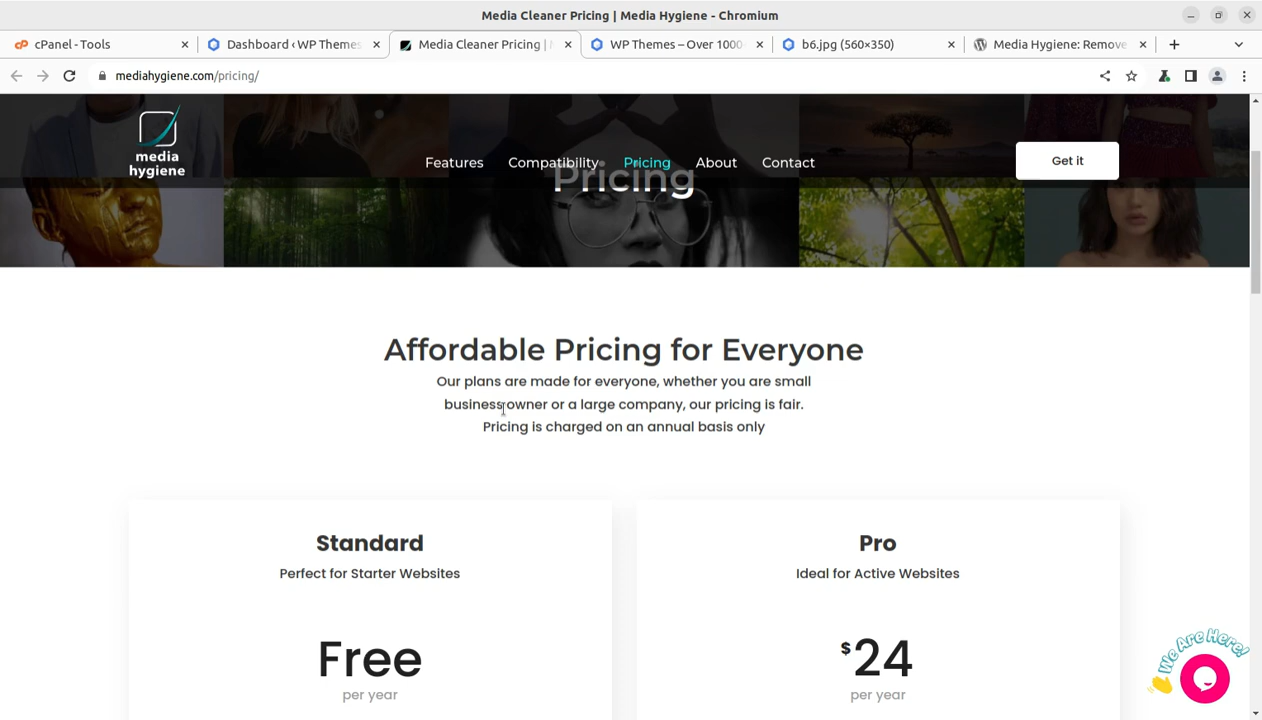 Media Cleaner Pricing | Media Hygiene - Chromium
cPanel - Tools
Dashboard ‹ WP Themes
Media Cleaner Pricing |
WP Themes – Over 1000
b6.jpg (560×350)
Media Hygiene: Remove
mediahygiene.com/pricing/
media
hygiene
Features
Compatibility
Pricing
About
Contact
Get it
Pricing
Affordable Pricing for Everyone
Our plans are made for everyone, whether you are small
business owner or a large company, our pricing is fair.
Pricing is charged on an annual basis only
Standard
Perfect for Starter Websites
Free
per year
Pro
Ideal for Active Websites
$24
per year
We Are Here!